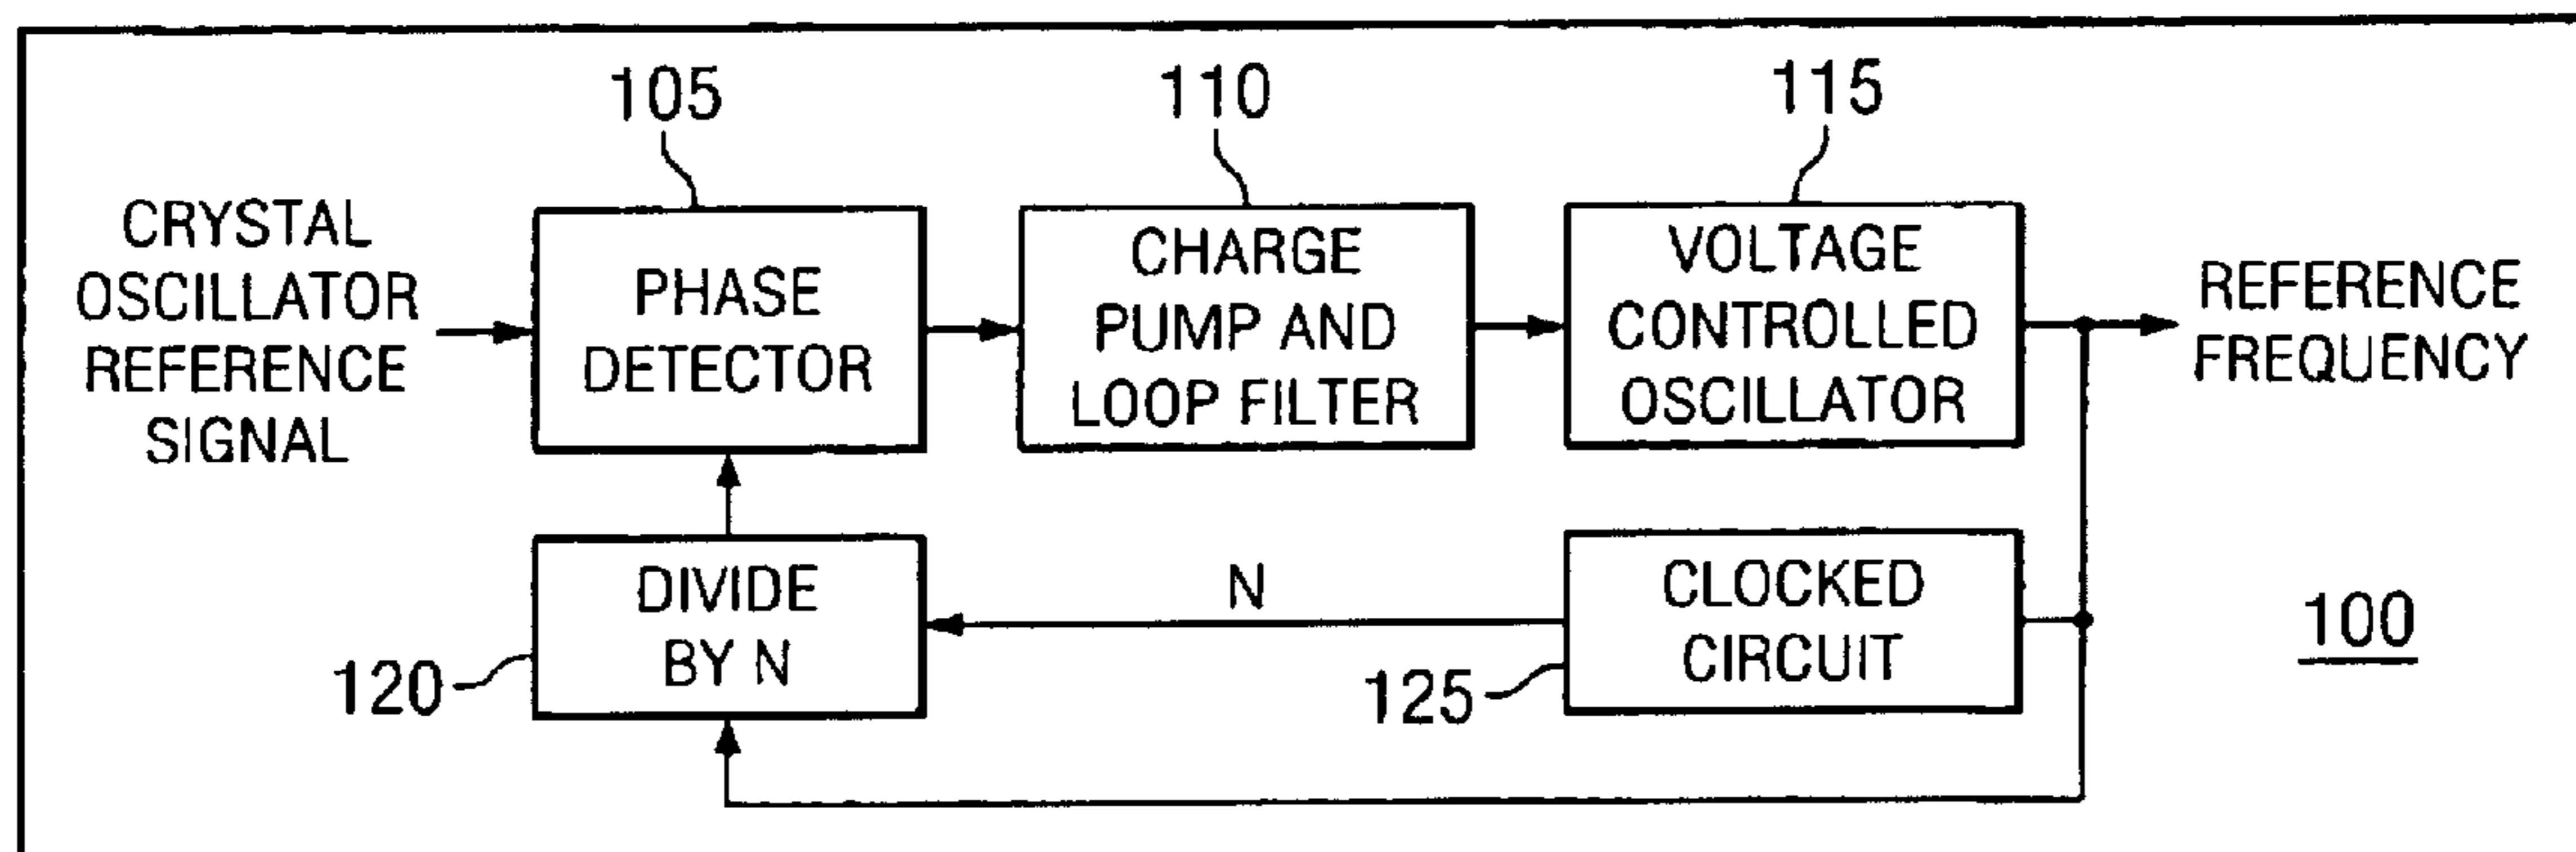 105
110
115
CRYSTAL
OSCILLATOR
REFERENCE
SIGNAL
PHASE
DETECTOR
CHARGE
PUMP AND
LOOP FILTER
VOLTAGE
CONTROLLED
OSCILLATOR
REFERENCE
FREQUENCY
DIVIDE
BY N
120
N
CLOCKED
CIRCUIT
125
100